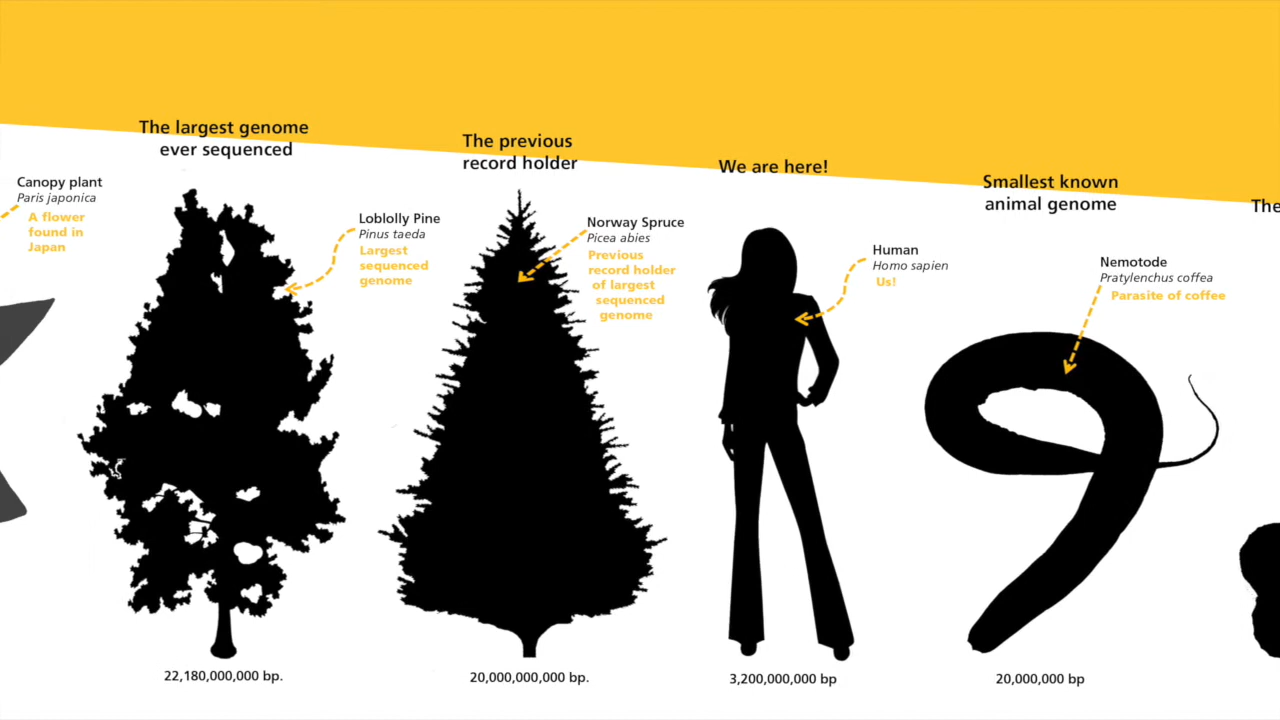 The largest genome
ever sequenced
The previous
record holder
We are here!
Smallest known
animal genome
The
Canopy plant
Paris japonica
A flower
found in
Japan
Loblolly Pine
Pinus taeda
Largest
sequenced
genome
Norway Spruce
Picea abies
Previous
record holder
of largest
sequenced
genome
Human
Homo sapien
Us!
Nemotode
Pratylenchus coffea
Parasite of coffee
22,180,000,000 bp.
20,000,000,000 bp.
3,200,000,000 bp
20,000,000 bp